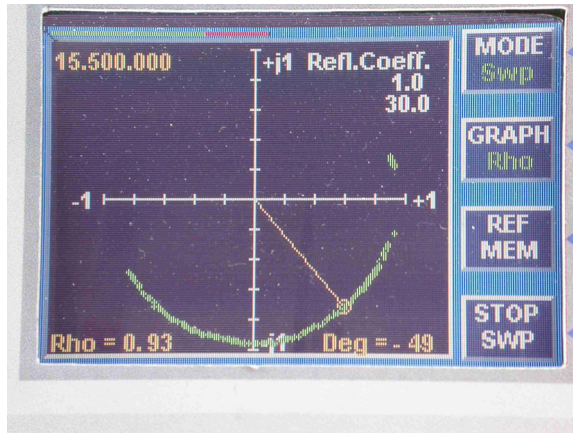 15.500.000
+j1 Refl.Coeff.
1.0
30.0
-1
+1
Rho = 0.93
-j1
Deg = - 49
MODE
Swp
GRAPH
Rho
REF
MEM
STOP
SWP